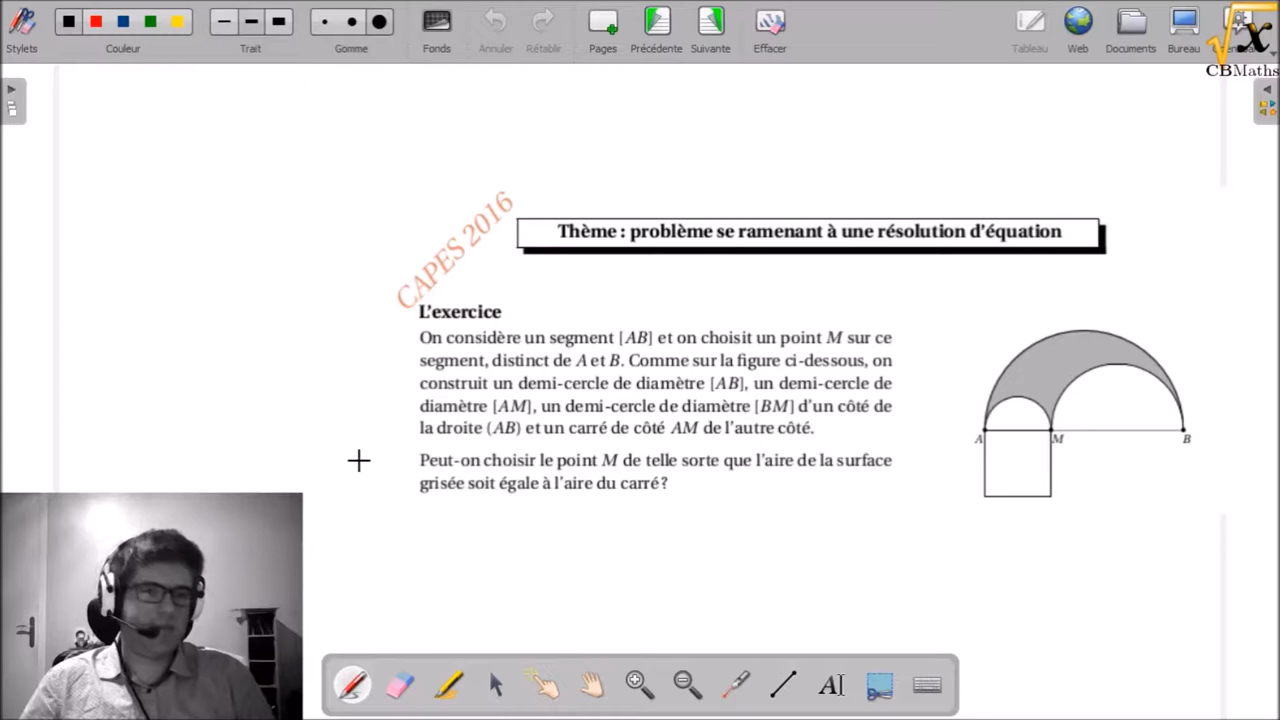 Stylets
Couleur
Trait
Gomme
Fonds
Annuler
Rétablir
Pages
Précédente
Suivante
Effacer
Tableau
Web
Documents
Bureau
√x
CBMaths
CAPES 2016
Thème : problème se ramenant à une résolution d'équation
L'exercice
On considère un segment [AB] et on choisit un point M sur ce
segment, distinct de A et B. Comme sur la figure ci-dessous, on
construit un demi-cercle de diamètre [AB], un demi-cercle de
diamètre [AM], un demi-cercle de diamètre [BM] d'un côté de
la droite (AB) et un carré de côté AM de l'autre côté.
Peut-on choisir le point M de telle sorte que l'aire de la surface
grisée soit égale à l'aire du carré ?
A
M
B
AI